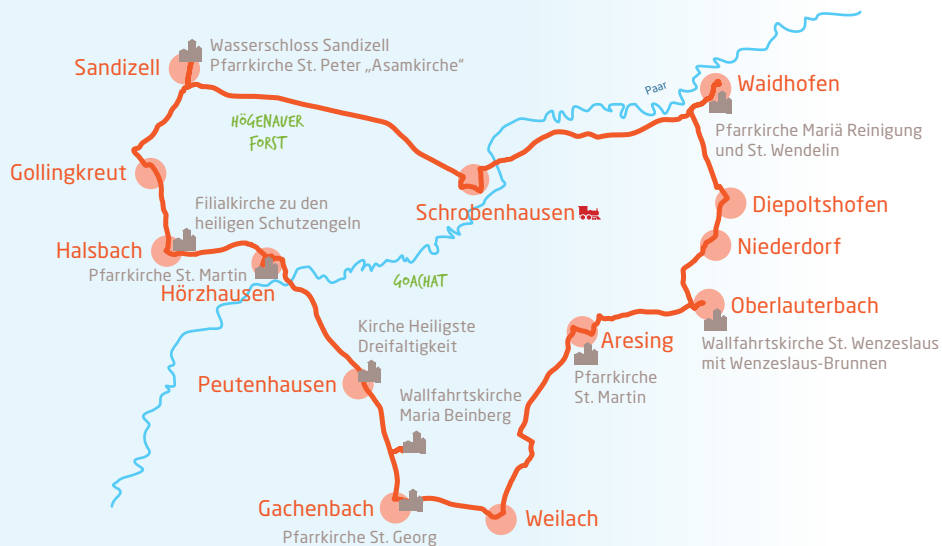 Wasserschloss Sandizell
Pfarrkirche St. Peter „Asamkirche“
Sandizell
Paar
Waidhofen
HÖGENAUER
FORST
Pfarrkirche Mariä Reinigung
und St. Wendelin
Gollingkreut
Filialkirche zu den
heiligen Schutzengeln
Schrobenhausen
Diepoltshofen
Halsbach
Niederdorf
Pfarrkirche St. Martin
Hörzhausen
GOACHAT
Oberlauterbach
Wallfahrtskirche St. Wenzeslaus
mit Wenzeslaus-Brunnen
Kirche Heiligste
Dreifaltigkeit
Aresing
Pfarrkirche
St. Martin
Peutenhausen
Wallfahrtskirche
Maria Beinberg
Gachenbach
Pfarrkirche St. Georg
Weilach